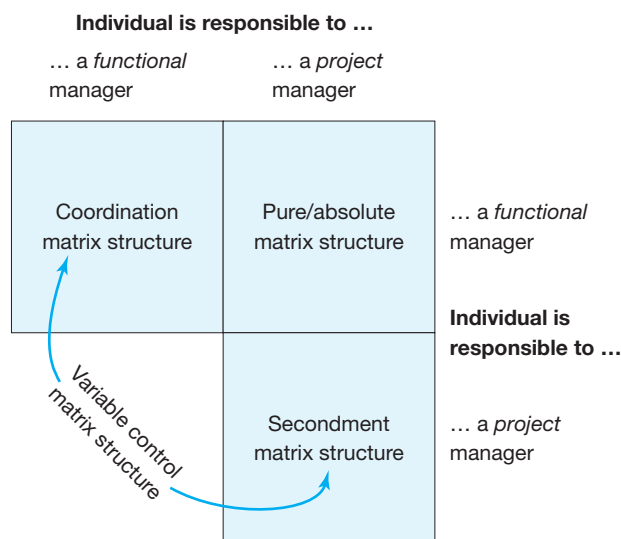 Individual is responsible to …
… a functional
manager
… a project
manager
Coordination
matrix structure
Pure/absolute
matrix structure
… a functional
manager
Individual is
responsible to …
Variable control
matrix structure
Secondment
matrix structure
… a project
manager